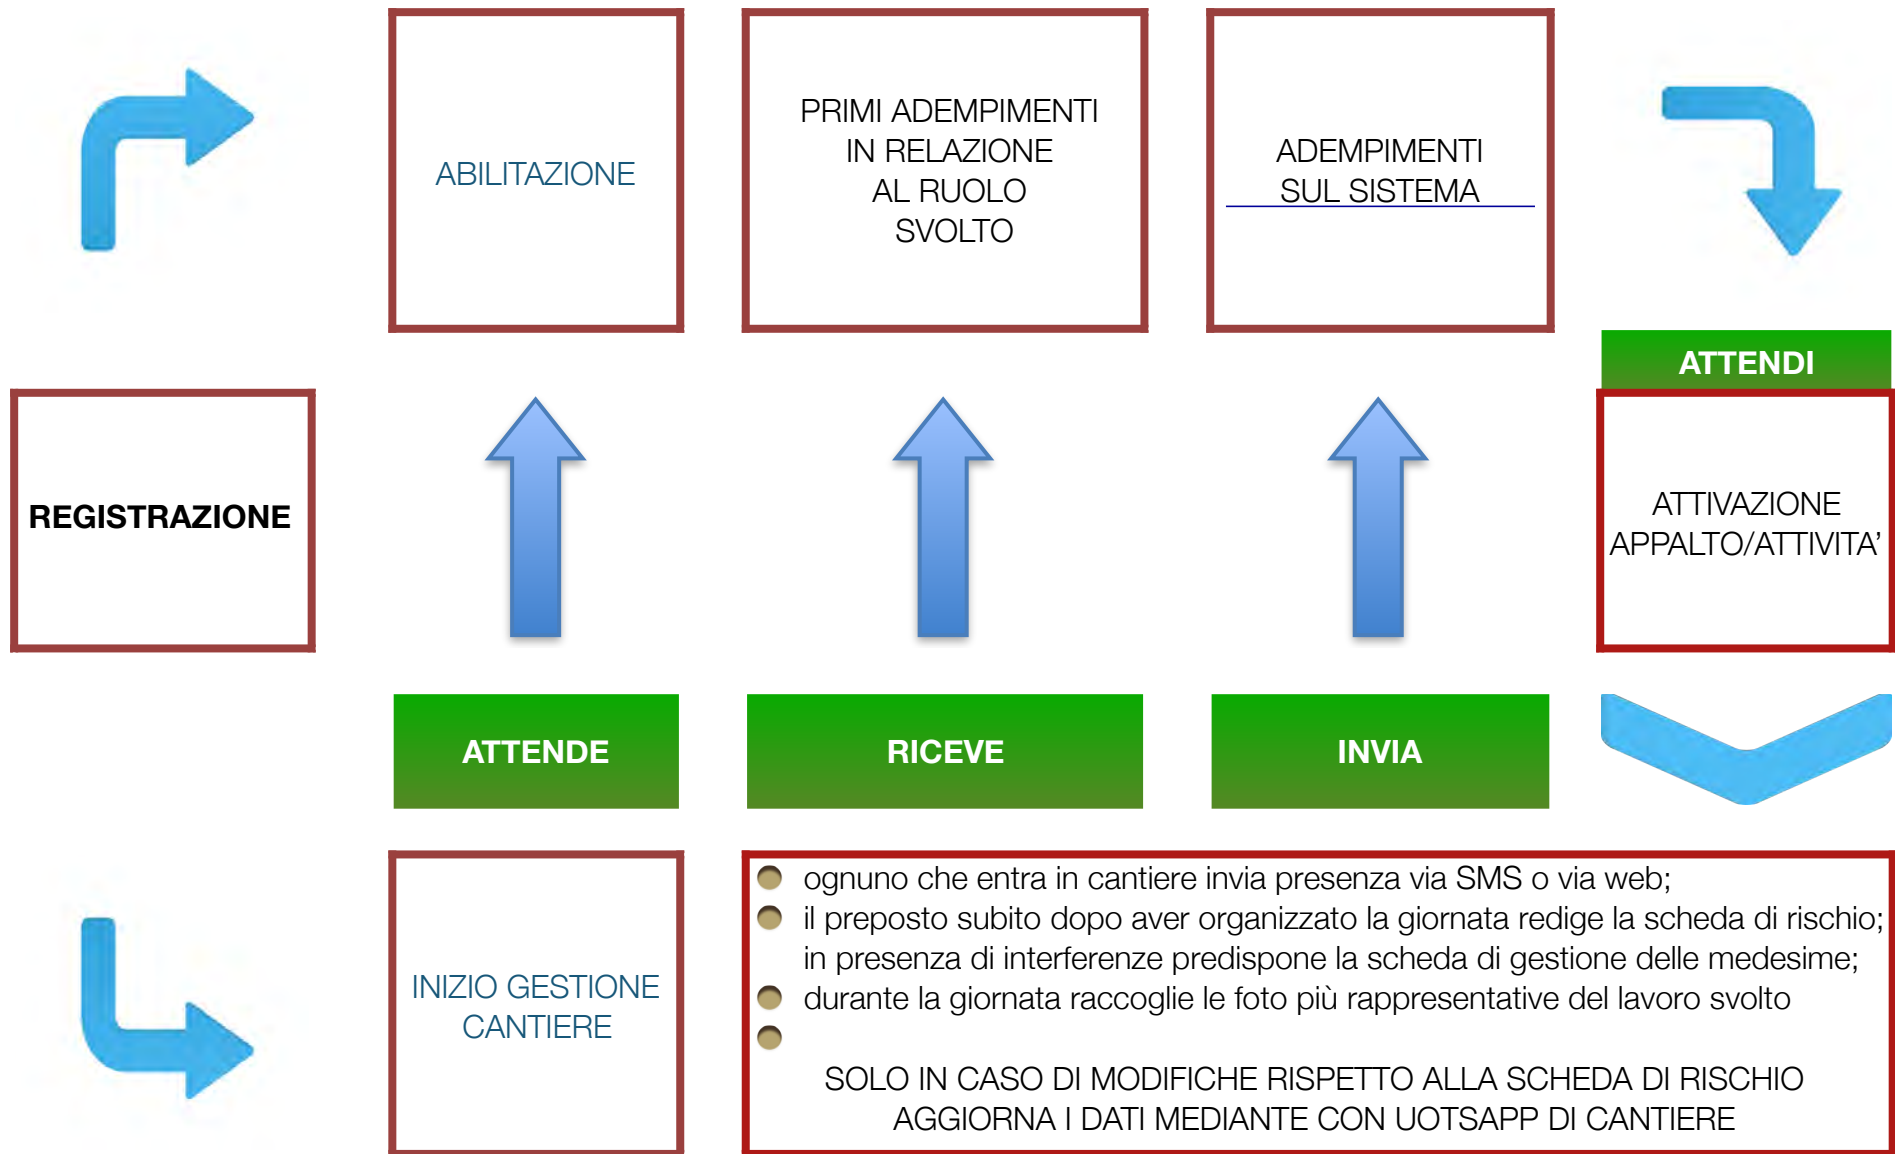 ABILITAZIONE
PRIMI ADEMPIMENTI
IN RELAZIONE
AL RUOLO
SVOLTO
ADEMPIMENTI
SUL SISTEMA
ATTENDI
REGISTRAZIONE
ATTIVAZIONE
APPALTO/ATTIVITA’
ATTENDE
RICEVE
INVIA
INIZIO GESTIONE
CANTIERE
ognuno che entra in cantiere invia presenza via SMS o via web;
il preposto subito dopo aver organizzato la giornata redige la scheda di rischio;
in presenza di interferenze predispone la scheda di gestione delle medesime;
durante la giornata raccoglie le foto più rappresentative del lavoro svolto
SOLO IN CASO DI MODIFICHE RISPETTO ALLA SCHEDA DI RISCHIO
AGGIORNA I DATI MEDIANTE CON UOTSAPP DI CANTIERE